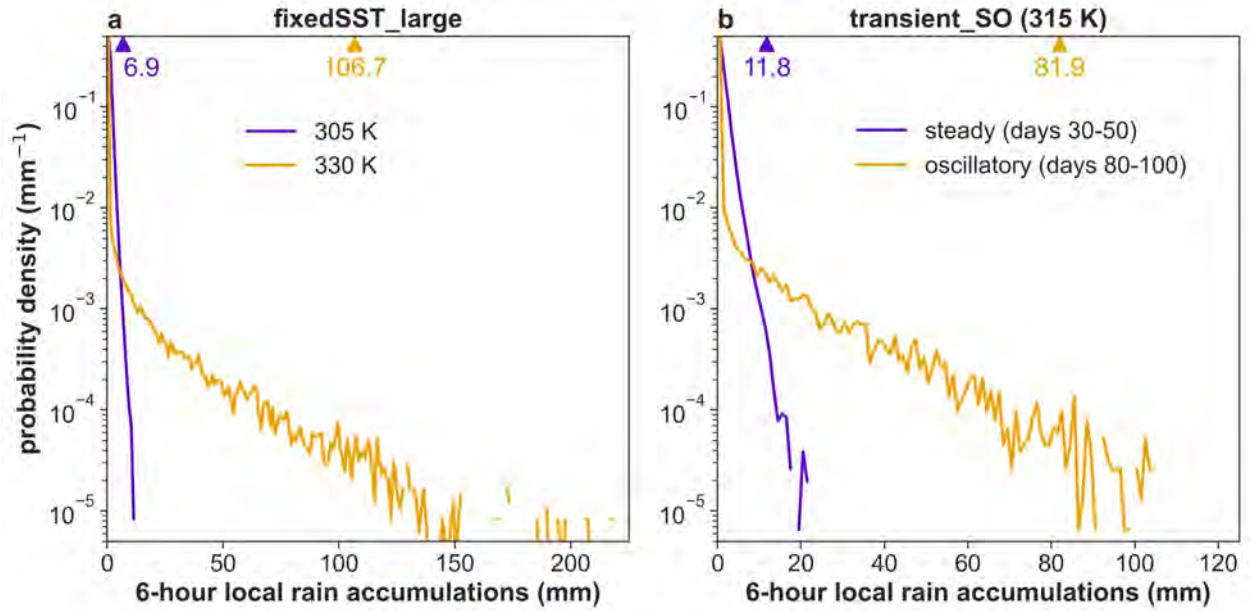 a fixedSST_large
6.9 106.7
305 K
330 K
10⁻¹
10⁻²
10⁻³
10⁻⁴
10⁻⁵
probability density (mm⁻¹)
0 50 100 150 200
6-hour local rain accumulations (mm)
b transient_SO (315 K)
11.8 81.9
steady (days 30-50)
oscillatory (days 80-100)
10⁻¹
10⁻²
10⁻³
10⁻⁴
10⁻⁵
0 20 40 60 80 100 120
6-hour local rain accumulations (mm)